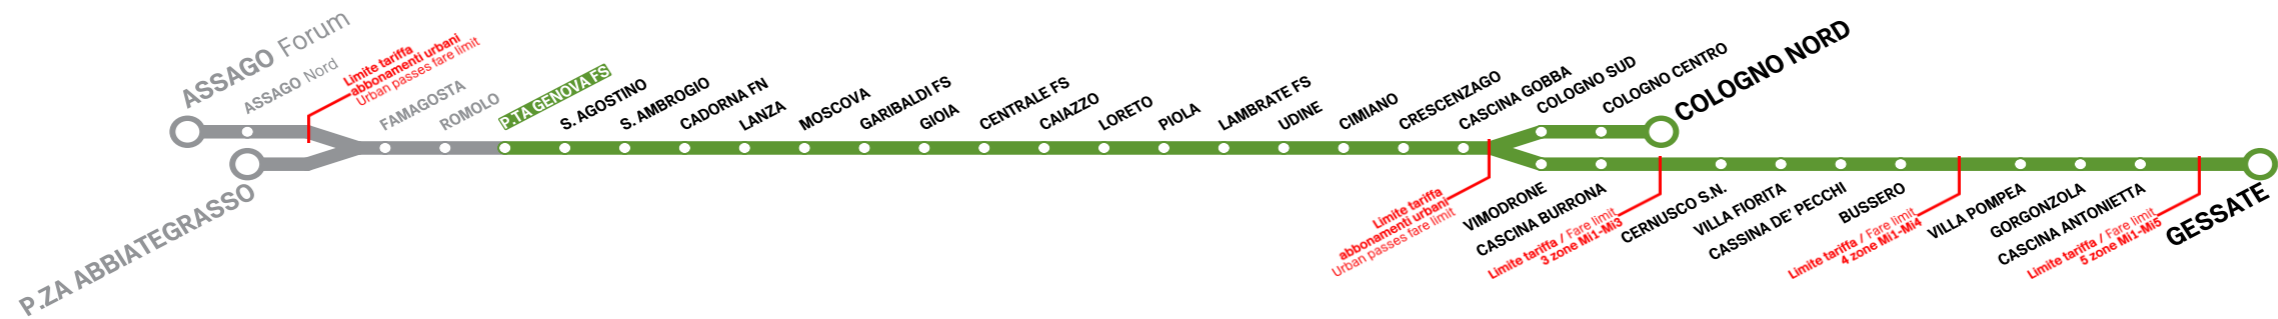 ASSAGO Forum
ASSAGO Nord
Limite tariffa
abbonamenti urbani
Urban passes fare limit
P.ZA ABBIATEGRASSO
FAMAGOSTA
ROMOLO
P.TA GENOVA FS
S. AGOSTINO
S. AMBROGIO
CADORNA FN
LANZA
MOSCOVA
GARIBALDI FS
GIOIA
CENTRALE FS
CAIAZZO
LORETO
PIOLA
LAMBRATE FS
UDINE
CIMIANO
CRESCENZAGO
CASCINA GOBBA
Limite tariffa
abbonamenti urbani
Urban passes fare limit
COLOGNO SUD
COLOGNO CENTRO
COLOGNO NORD
VIMODRONE
CASCINA BURRONA
Limite tariffa / Fare limit
3 zone Mi1-Mi3
CERNUSCO S.N.
VILLA FIORITA
CASSINA DE' PECCHI
BUSSERO
Limite tariffa / Fare limit
4 zone Mi1-Mi4
VILLA POMPEA
GORGONZOLA
CASCINA ANTONIETTA
Limite tariffa / Fare limit
5 zone Mi1-Mi5
GESSATE